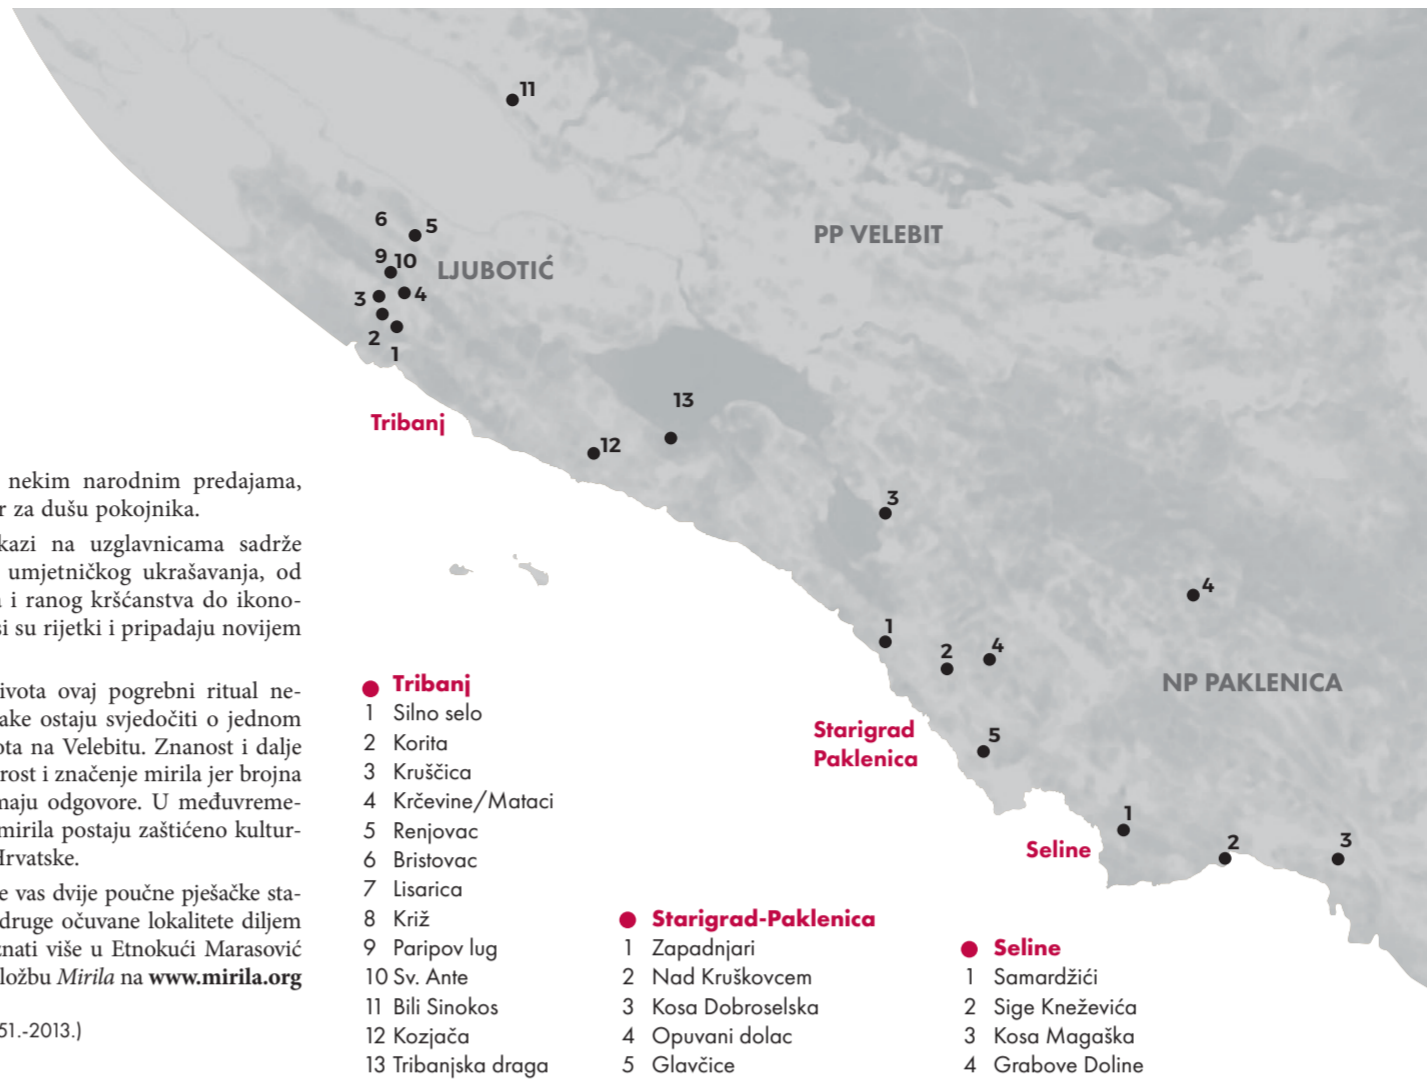 11
6
5
PP VELEBIT
9 10
LJUBOTIĆ
3
4
2
1
13
Tribanj
12
nekim narodnim predajama,
r za dušu pokojnika.
kazi na uzglavnicama sadrže
umjetničkog ukrašavanja, od
i ranog kršćanstva do ikono-
si su rijetki i pripadaju novijem
ivota ovaj pogrebni ritual ne-
ake ostaju svjedočiti o jednom
ota na Velebitu. Znanost i dalje
rost i značenje mirila jer brojna
maju odgovore. U međuvreme-
mirila postaju zaštićeno kultur-
Hrvatske.
e vas dvije poučne pješačke sta-
druge očuvane lokalitete diljem
znati više u Etnokući Marasović
ložbu Mirila na www.mirila.org
51.-2013.)
3
4
1
2
4
NP PAKLENICA
Starigrad
Paklenica
5
1
Seline
2
3
Tribanj
1 Silno selo
2 Korita
3 Kruščica
4 Krčevine/Mataci
5 Renjovac
6 Bristovac
7 Lisarica
8 Križ
9 Paripov lug
10 Sv. Ante
11 Bili Sinokos
12 Kozjača
13 Tribanjska draga
Starigrad-Paklenica
1 Zapadnjari
2 Nad Kruškovcem
3 Kosa Dobroselska
4 Opuvani dolac
5 Glavčice
Seline
1 Samardžići
2 Sige Kneževića
3 Kosa Magaška
4 Grabove Doline